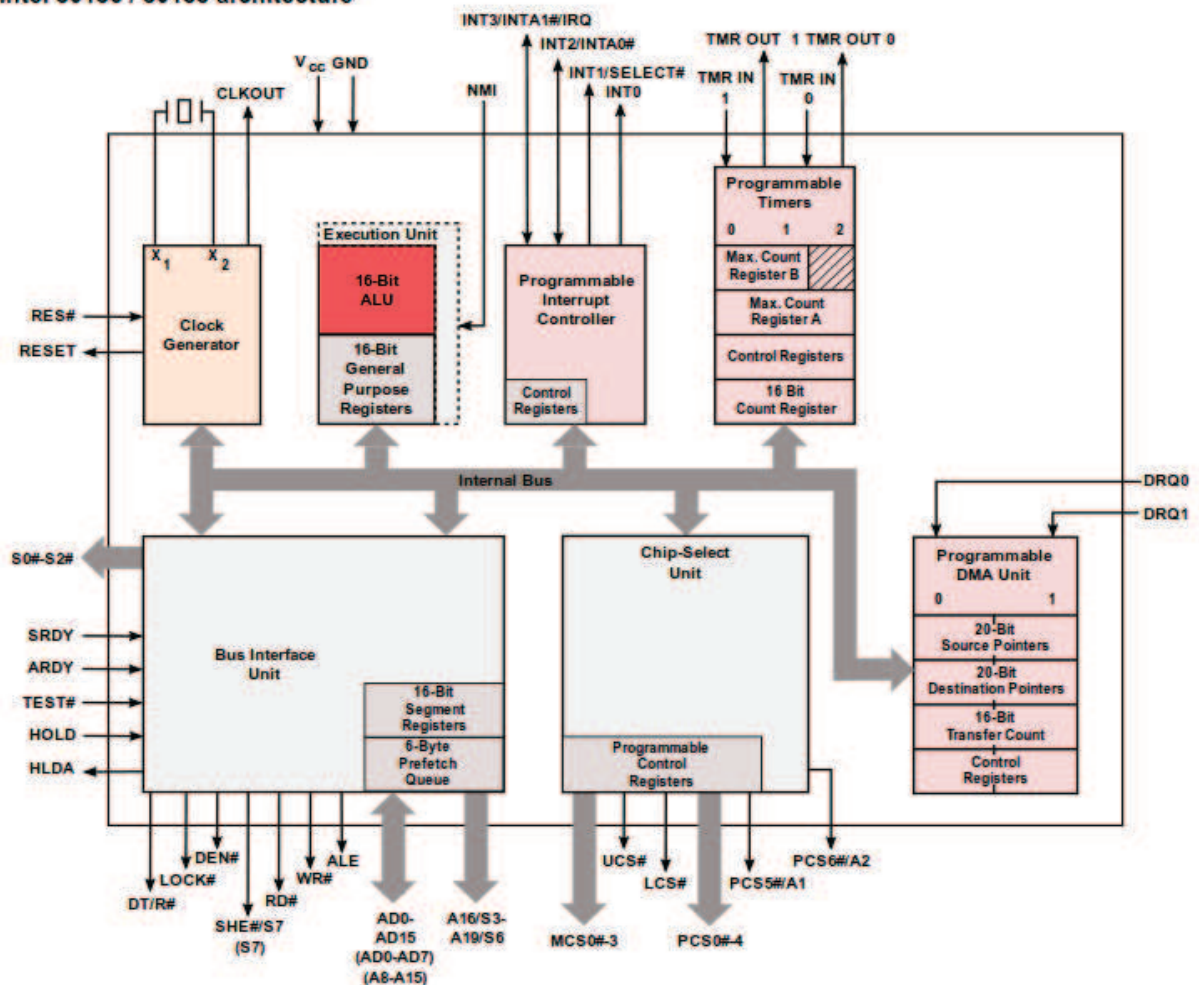 INT3/INTA1#/IRQ
INT2/INTA0#
INT1/SELECT#
INT0
TMR OUT 1 TMR OUT 0
TMR IN
1
TMR IN
0
VCC GND
CLKOUT
NMI
X1
X2
Clock
Generator
RES#
RESET
Execution Unit
16-Bit
ALU
16-Bit
General
Purpose
Registers
Programmable
Interrupt
Controller
Control
Registers
Programmable
Timers
0 1 2
Max. Count
Register B
Max. Count
Register A
Control Registers
16 Bit
Count Register
Internal Bus
DRQ0
DRQ1
S0#-S2#
SRDY
ARDY
TEST#
HOLD
HLDA
Bus Interface
Unit
16-Bit
Segment
Registers
6-Byte
Prefetch
Queue
Chip-Select
Unit
Programmable
Control
Registers
Programmable
DMA Unit
0 1
20-Bit
Source Pointers
20-Bit
Destination Pointers
16-Bit
Transfer Count
Control
Registers
DT/R#
LOCK#
DEN#
SHE#/S7
(S7)
RD#
WR#
ALE
AD0-
AD15
(AD0-AD7)
(A8-A15)
A16/S3-
A19/S6
MCS0#-3
UCS#
LCS#
PCS0#-4
PCS5#/A1
PCS6#/A2